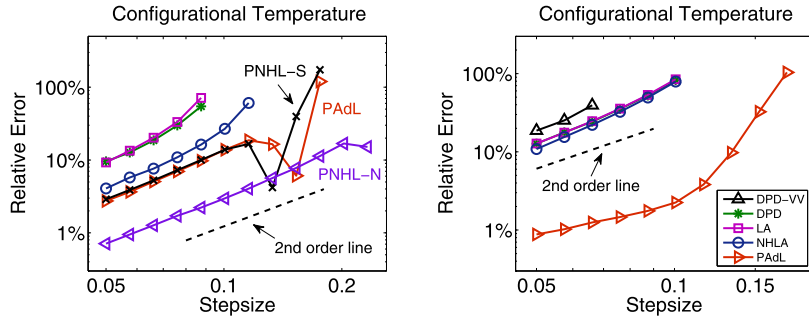 Configurational Temperature
Relative Error
100%
10%
1%
PNHL-S
PAdL
PNHL-N
2nd order line
0.05
0.1
0.2
Stepsize
Configurational Temperature
Relative Error
100%
10%
1%
2nd order line
DPD-VV
DPD
LA
NHLA
PAdL
0.05
0.1
0.15
Stepsize